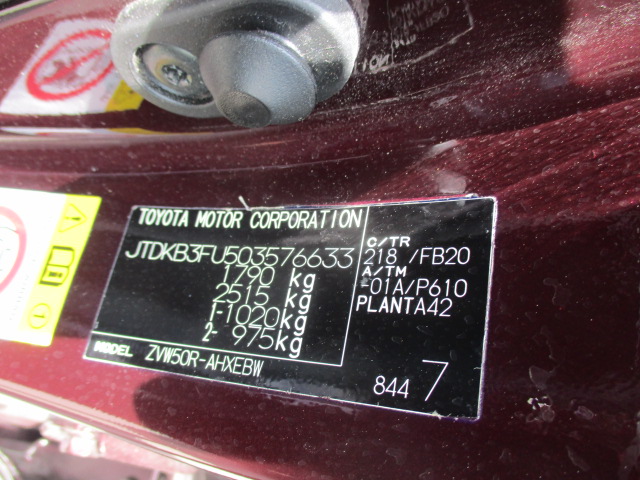 TOYOTA MOTOR CORPORATION
JTDKB3FU503576633
1790 kg
2515 kg
1-1020kg
2- 975kg
MODEL ZVW50R-AHXEBW
C/TR
218 /FB20
A/TM
-01A/P610
PLANTA42
844 7